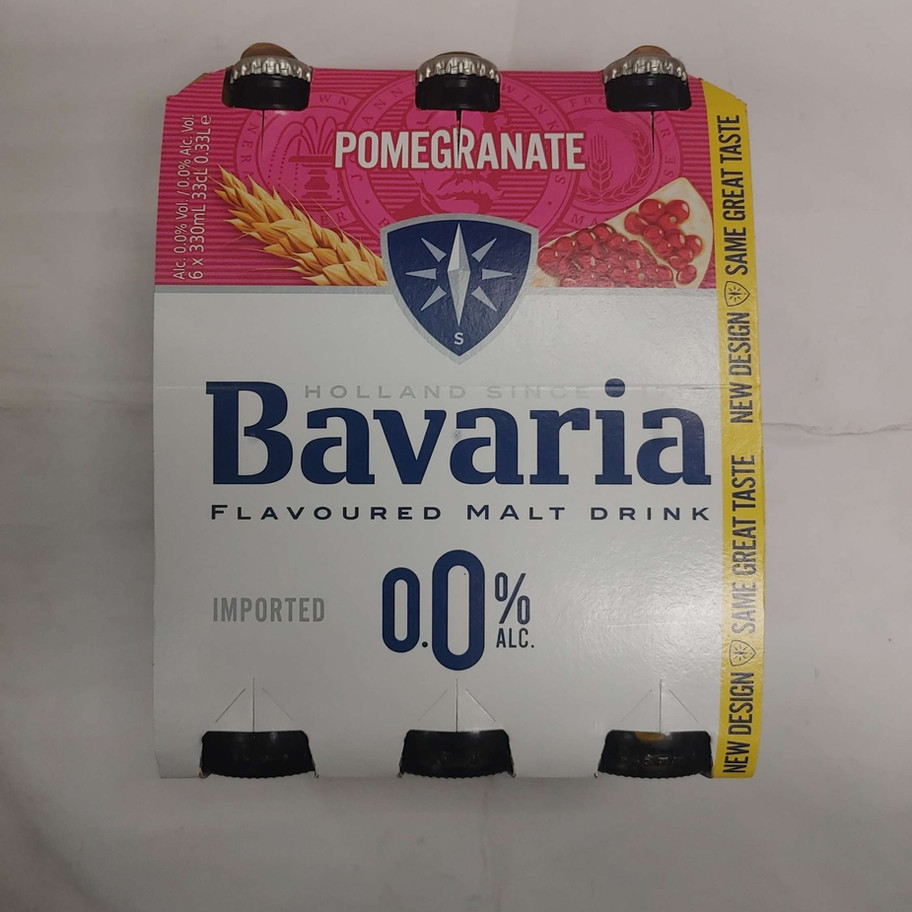 POMEGRANATE
Alc. 0.0% Vol. / 0.0% Alc. Vol.
6 x 330mL 33cL 0.33L e
S
HOLLAND SINCE
Bavaria
FLAVOURED MALT DRINK
IMPORTED
0.0% ALC.
NEW DESIGN SAME GREAT TASTE NEW DESIGN SAME GREAT TASTE